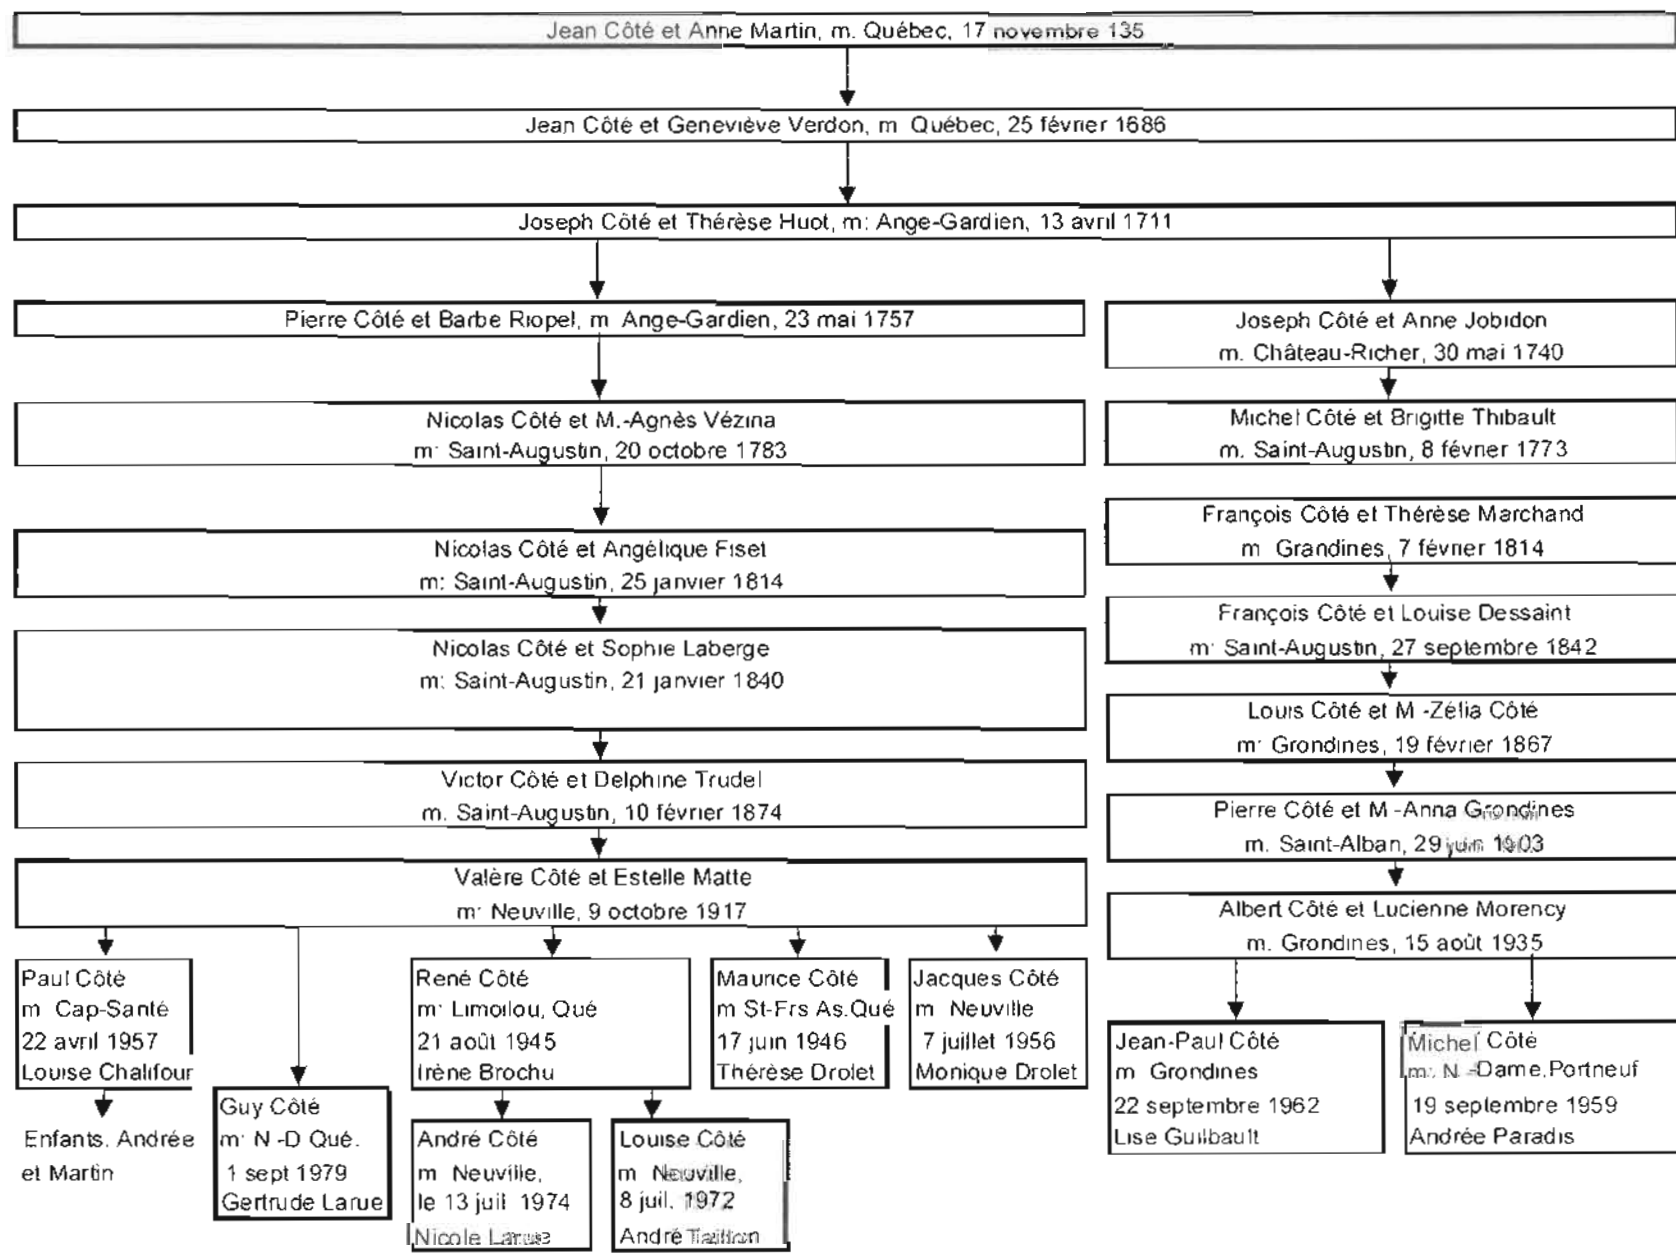 Jean Côté et Anne Martin, m. Québec, 17 novembre 135
Jean Côté et Geneviève Verdon, m Québec, 25 février 1686
Joseph Côté et Thérèse Huot, m: Ange-Gardien, 13 avril 1711
Pierre Côté et Barbe Riopel, m Ange-Gardien, 23 mai 1757
Nicolas Côté et M.-Agnès Vézina
m: Saint-Augustin, 20 octobre 1783
Nicolas Côté et Angélique Fiset
m: Saint-Augustin, 25 janvier 1814
Nicolas Côté et Sophie Laberge
m: Saint-Augustin, 21 janvier 1840
Victor Côté et Delphine Trudel
m. Saint-Augustin, 10 février 1874
Valère Côté et Estelle Matte
m: Neuville, 9 octobre 1917
Paul Côté
m Cap-Santé
22 avril 1957
Louise Chalifour
Enfants. Andrée
et Martin
Guy Côté
m: N -D Qué.
1 sept 1979
Gertrude Larue
René Côté
m: Limoilou, Qué
21 août 1945
Irène Brochu
André Côté
m Neuville,
le 13 juil 1974
Nicole Larue
Louise Côté
m Neuville,
8 juil. 1972
André
Maurice Côté
m St-Frs As.Qué
17 juin 1946
Thérèse Drolet
Jacques Côté
m Neuville
7 juillet 1956
Monique Drolet
Joseph Côté et Anne Jobidon
m. Château-Richer, 30 mai 1740
Michel Côté et Brigitte Thibault
m. Saint-Augustin, 8 février 1773
François Côté et Thérèse Marchand
m Grandines, 7 février 1814
François Côté et Louise Dessaint
m: Saint-Augustin, 27 septembre 1842
Louis Côté et M -Zélia Côté
m: Grondines, 19 février 1867
Pierre Côté et M -Anna Grondines
m. Saint-Alban, 29 juin 1903
Albert Côté et Lucienne Morency
m. Grondines, 15 août 1935
Jean-Paul Côté
m Grondines
22 septembre 1962
Lise Guilbault
Michel Côté
m: N -Dame,Portneuf
19 septembre 1959
Andrée Paradis